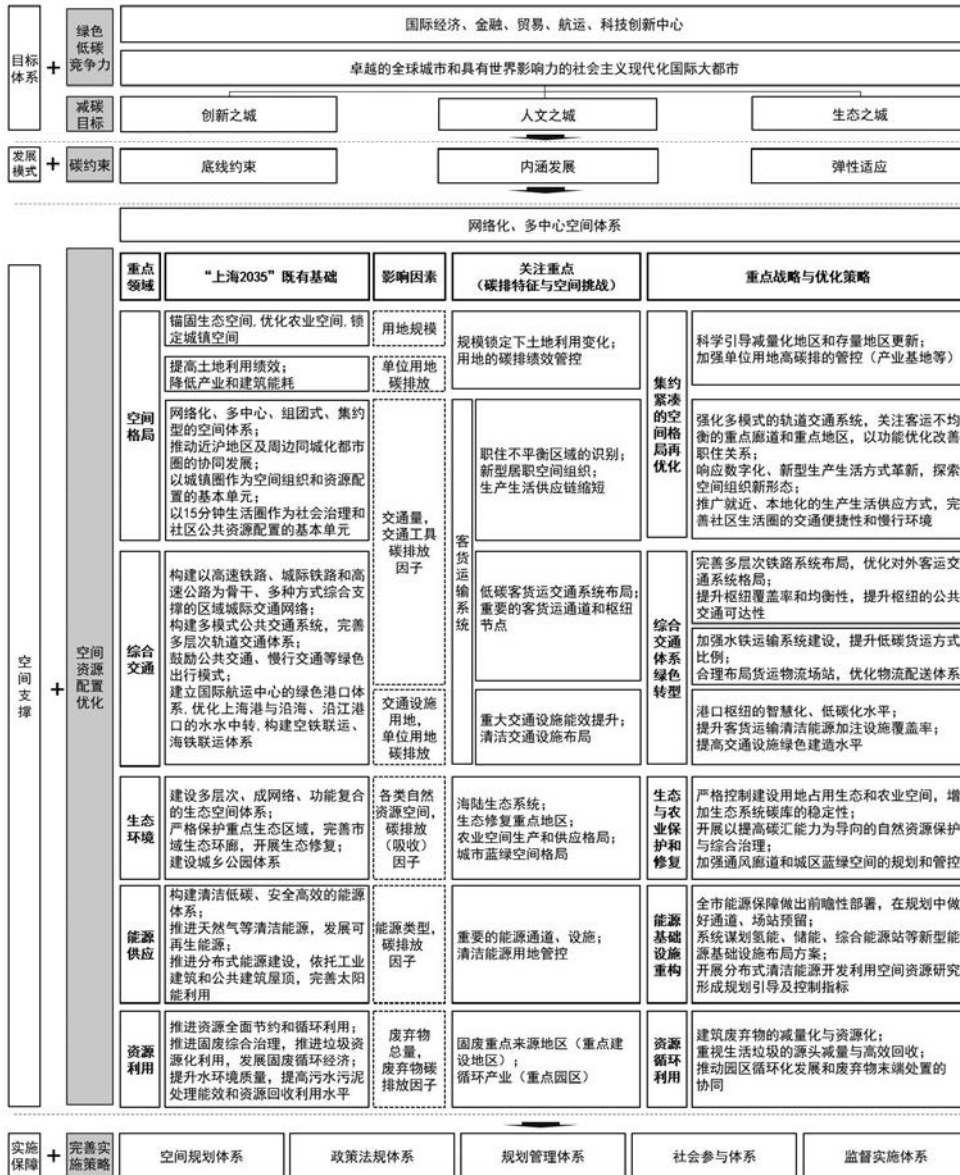 目标
体系
+
绿色
低碳
竞争力
国际经济、金融、贸易、航运、科技创新中心
卓越的全球城市和具有世界影响力的社会主义现代化国际大都市
减碳
目标
创新之城
人文之城
生态之城
发展
模式
+
碳约束
底线约束
内涵发展
弹性适应
空间支撑
+
空间
资源
配置
优化
网络化、多中心空间体系
重点
领域
“上海2035”既有基础
影响因素
关注重点
（碳排特征与空间挑战）
重点战略与优化策略
空间
格局
锚固生态空间,优化农业空间,锁
定城镇空间
用地规模
提高土地利用绩效；
降低产业和建筑能耗
单位用地
碳排放
规模锁定下土地利用变化；
用地的碳排绩效管控
集约
紧凑
的空
间格
局再
优化
科学引导减量化地区和存量地区更新；
加强单位用地高碳排的管控（产业基地等）
网络化、多中心、组团式、集约
型的空间体系；
推动近沪地区及周边同城化都市
圈的协同发展；
以城镇圈作为空间组织和资源
配置的基本单元；
以15分钟生活圈作为社会治理和
社区公共资源配置的基本单元
交通量，
交通工具
碳排放
因子
客货运输系统
职住不平衡区域的识别；
新型居职空间组织；
生产生活供应链缩短
强化多模式的轨道交通系统，关注客运不均
衡的重点廊道和重点地区，以功能优化改善
职住关系；
响应数字化、新型生产生活方式革新，探索
空间组织新形态；
推广就近、本地化的生产生活供应方式，完
善社区生活圈的交通便捷性和慢行环境
综合
交通
构建以高速铁路、城际铁路和高
速公路为骨干、多种方式综合支
撑的区域城际交通网络；
构建多模式公共交通系统，完善
多层次轨道交通体系；
鼓励公共交通、慢行交通等绿色
出行模式；
建立国际航运中心的绿色港口体
系,优化上海港与沿海、沿江港
口的水水中转,构建空铁联运、
海铁联运体系
低碳客货运交通系统布局；
重要的客货运通道和枢纽
节点
综合
交通
体系
绿色
转型
完善多层次铁路系统布局，优化对外客运交
通系统格局；
提升枢纽覆盖率和均衡性，提升枢纽的公共
交通可达性
加强水铁运输系统建设，提升低碳货运方式
比例；
合理布局货运物流场站，优化物流配送体系
交通设施
用地，
单位用地
碳排放
重大交通设施能效提升；
清洁交通设施布局
港口枢纽的智慧化、低碳化水平；
提升客货运输清洁能源加注设施覆盖率；
提高交通设施绿色建造水平
生态
环境
建设多层次、成网络、功能复合
的生态空间体系；
严格保护重点生态区域，完善市
域生态环廊，开展生态修复；
建设城乡公园体系
各类自然
资源空间，
碳排放
（吸收）
因子
海陆生态系统；
生态修复重点地区；
农业空间生产和供应格局；
城市蓝绿空间格局
生态
与农
业保
护和
修复
严格控制建设用地占用生态和农业空间，增
加生态系统碳库的稳定性；
开展以提高碳汇能力为导向的自然资源保护
与综合治理；
加强通风廊道和城区蓝绿空间的规划和管控
能源
供应
构建清洁低碳、安全高效的能源
体系；
推进天然气等清洁能源，发展可
再生能源；
推进分布式能源建设，依托工业
建筑和公共建筑屋顶，完善太阳
能利用
能源类型，
碳排放
因子
重要的能源通道、设施；
清洁能源用地管控
能源
基础
设施
重构
全市能源保障做出前瞻性部署，在规划中做
好通道、场站预留；
系统谋划氢能、储能、综合能源站等新型能
源基础设施布局方案；
开展分布式清洁能源开发利用空间资源研究
形成规划引导及控制指标
资源
利用
推进资源全面节约和循环利用；
推进固废综合治理，推进垃圾资
源化利用，发展固废循环经济；
提升水环境质量，提高污水污泥
处理能效和资源回收利用水平
废弃物
总量，
废弃物碳
排放因子
固废重点来源地区（重点建
设地区）；
循环产业（重点园区）
资源
循环
利用
建筑废弃物的减量化与资源化；
重视生活垃圾的源头减量与高效回收；
推动园区循环化发展和废弃物末端处置的
协同
实施
保障
+
完善实
施策略
空间规划体系
政策法规体系
规划管理体系
社会参与体系
监督实施体系